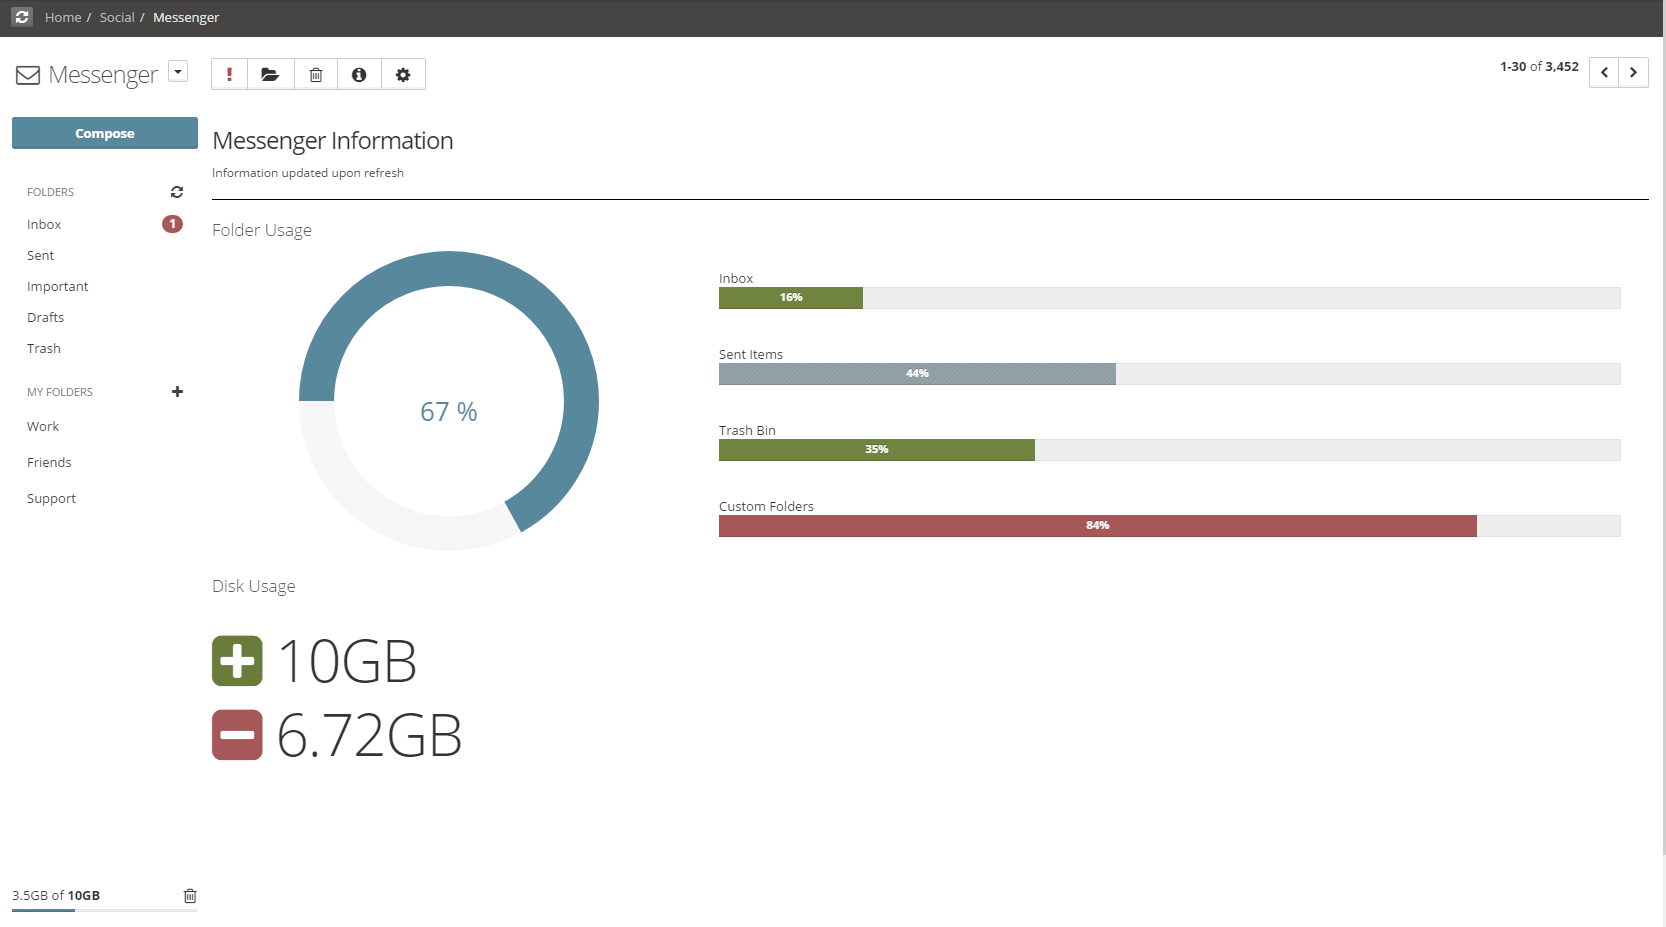 Home / Social / Messenger
Messenger
1-30 of 3,452
Compose
Messenger Information
Information updated upon refresh
FOLDERS
Inbox 1
Sent
Important
Drafts
Trash
MY FOLDERS
Work
Friends
Support
Folder Usage
67 %
Inbox
16%
Sent Items
44%
Trash Bin
35%
Custom Folders
84%
Disk Usage
10GB
6.72GB
3.5GB of 10GB